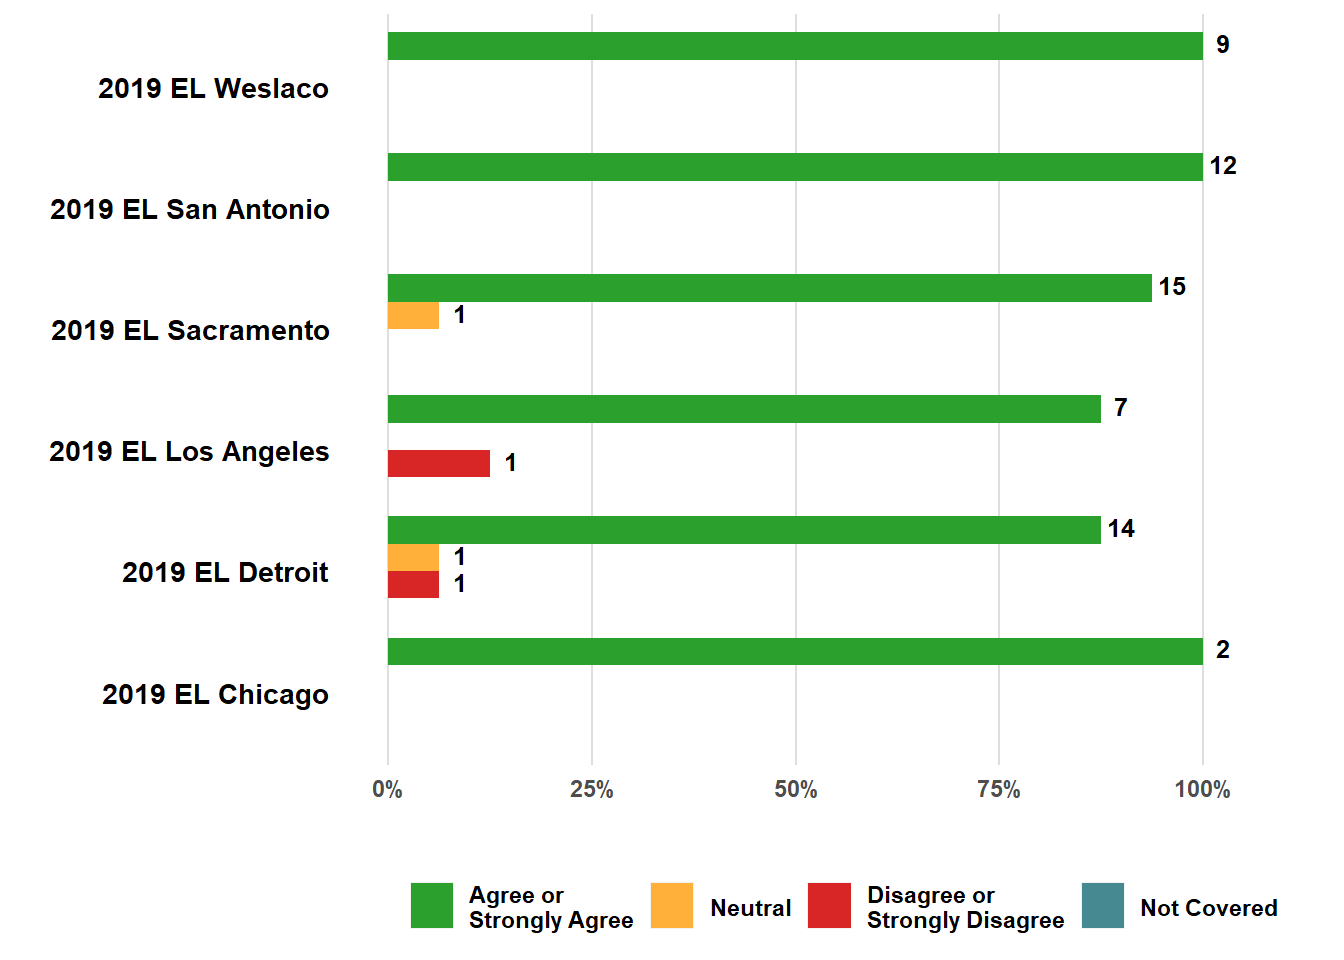 9
2019 EL Weslaco
12
2019 EL San Antonio
15
1
2019 EL Sacramento
7
2019 EL Los Angeles
1
14
1
2019 EL Detroit
1
2
2019 EL Chicago
0% 25% 50% 75% 100%
Agree or
Strongly Agree
Neutral
Disagree or
Strongly Disagree
Not Covered